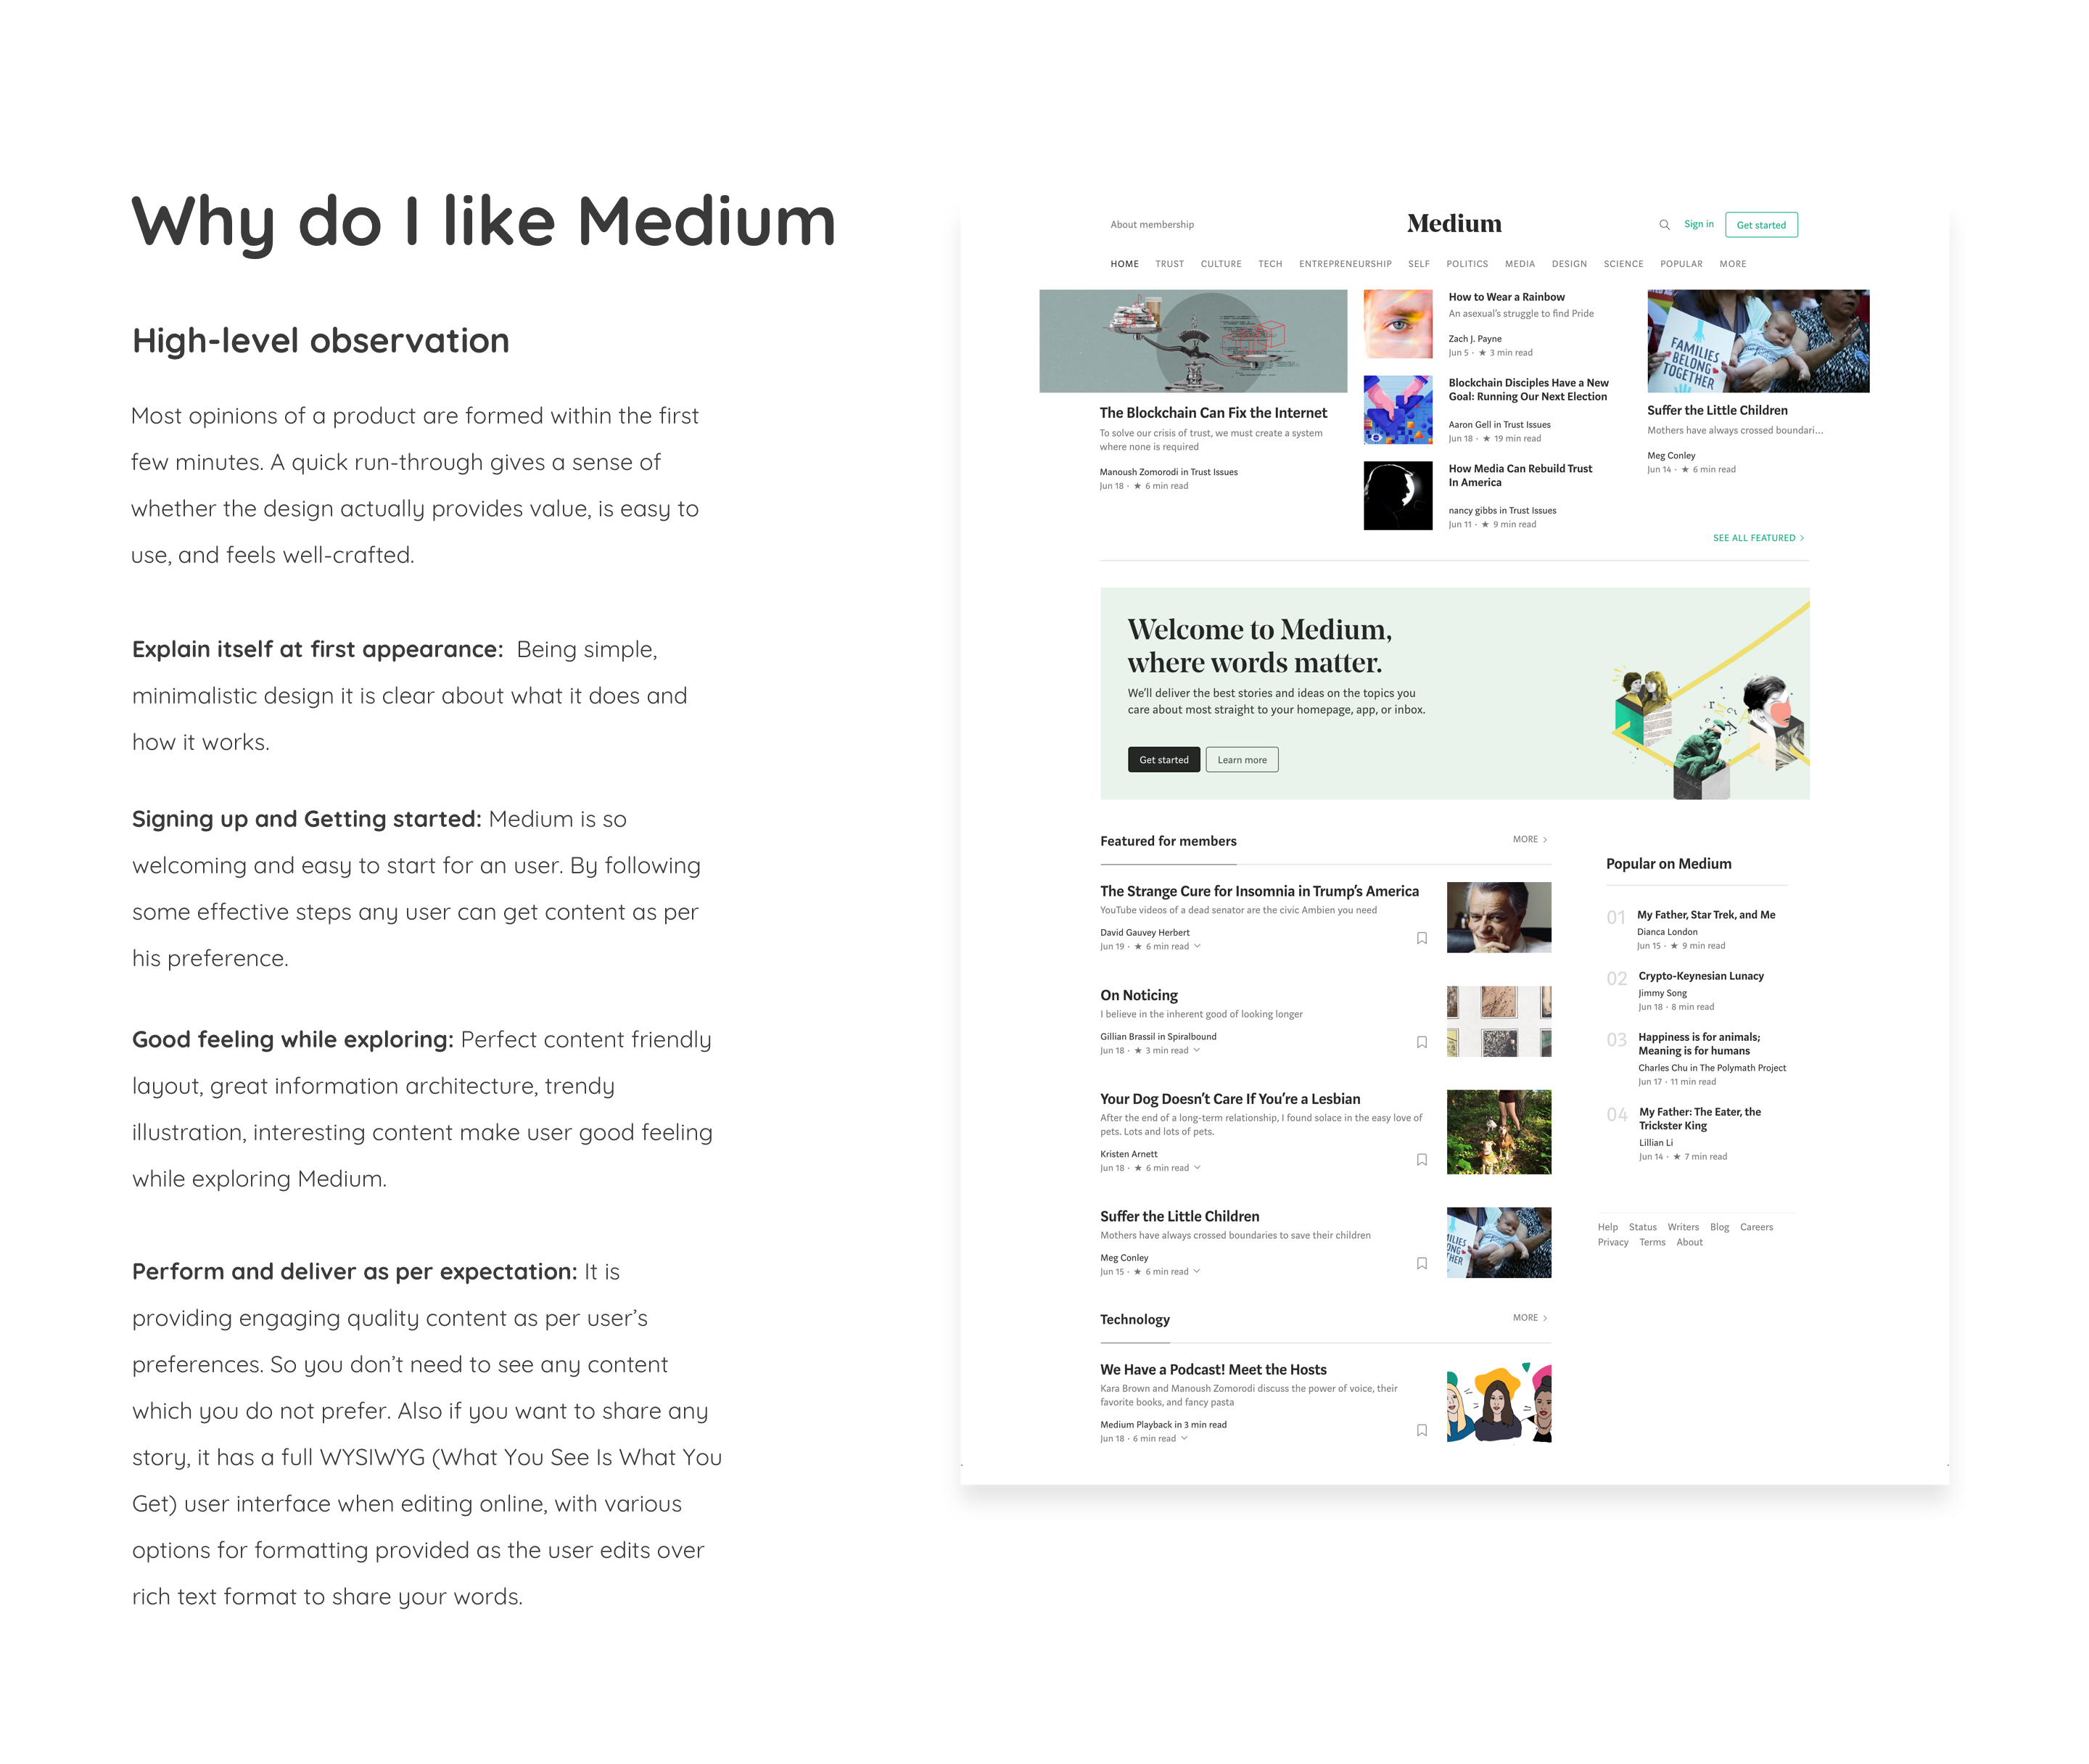 Why do I like Medium
High-level observation
Most opinions of a product are formed within the first
few minutes. A quick run-through gives a sense of
whether the design actually provides value, is easy to
use, and feels well-crafted.
Explain itself at first appearance:  Being simple,
minimalistic design it is clear about what it does and
how it works.
Signing up and Getting started: Medium is so
welcoming and easy to start for an user. By following
some effective steps any user can get content as per
his preference.
Good feeling while exploring: Perfect content friendly
layout, great information architecture, trendy
illustration, interesting content make user good feeling
while exploring Medium.
Perform and deliver as per expectation: It is
providing engaging quality content as per user's
preferences. So you don't need to see any content
which you do not prefer. Also if you want to share any
story, it has a full WYSIWYG (What You See Is What You
Get) user interface when editing online, with various
options for formatting provided as the user edits over
rich text format to share your words.
About membership
Medium
Sign in
Get started
HOME TRUST CULTURE TECH ENTREPRENEURSHIP SELF POLITICS MEDIA DESIGN SCIENCE POPULAR MORE
The Blockchain Can Fix the Internet
To solve our crisis of trust, we must create a system
where none is required
Manoush Zomorodi in Trust Issues
Jun 18 · ★ 6 min read
How to Wear a Rainbow
An asexual's struggle to find Pride
Zach J. Payne
Jun 5 · ★ 3 min read
Blockchain Disciples Have a New
Goal: Running Our Next Election
Aaron Gell in Trust Issues
Jun 18 · ★ 19 min read
How Media Can Rebuild Trust
In America
nancy gibbs in Trust Issues
Jun 11 · ★ 9 min read
FAMILIES
BELONG
TOGETHER
Suffer the Little Children
Mothers have always crossed boundari...
Meg Conley
Jun 14 · ★ 6 min read
SEE ALL FEATURED >
Welcome to Medium,
where words matter.
We'll deliver the best stories and ideas on the topics you
care about most straight to your homepage, app, or inbox.
Get started
Learn more
Featured for members
MORE >
The Strange Cure for Insomnia in Trump's America
YouTube videos of a dead senator are the civic Ambien you need
David Gauvey Herbert
Jun 19 · ★ 6 min read
On Noticing
I believe in the inherent good of looking longer
Gillian Brassil in Spiralbound
Jun 18 · ★ 3 min read
Your Dog Doesn't Care If You're a Lesbian
After the end of a long-term relationship, I found solace in the easy love of
pets. Lots and lots of pets.
Kristen Arnett
Jun 18 · ★ 6 min read
Suffer the Little Children
Mothers have always crossed boundaries to save their children
Meg Conley
Jun 15 · ★ 6 min read
ILIES
ONG
HER
Technology
MORE >
We Have a Podcast! Meet the Hosts
Kara Brown and Manoush Zomorodi discuss the power of voice, their
favorite books, and fancy pasta
Medium Playback in 3 min read
Jun 18 · 6 min read
Popular on Medium
01 My Father, Star Trek, and Me
Dianca London
Jun 15 · ★ 9 min read
02 Crypto-Keynesian Lunacy
Jimmy Song
Jun 18 · 8 min read
03 Happiness is for animals;
Meaning is for humans
Charles Chu in The Polymath Project
Jun 17 · 11 min read
04 My Father: The Eater, the
Trickster King
Lillian Li
Jun 14 · ★ 7 min read
Help Status Writers Blog Careers
Privacy Terms About